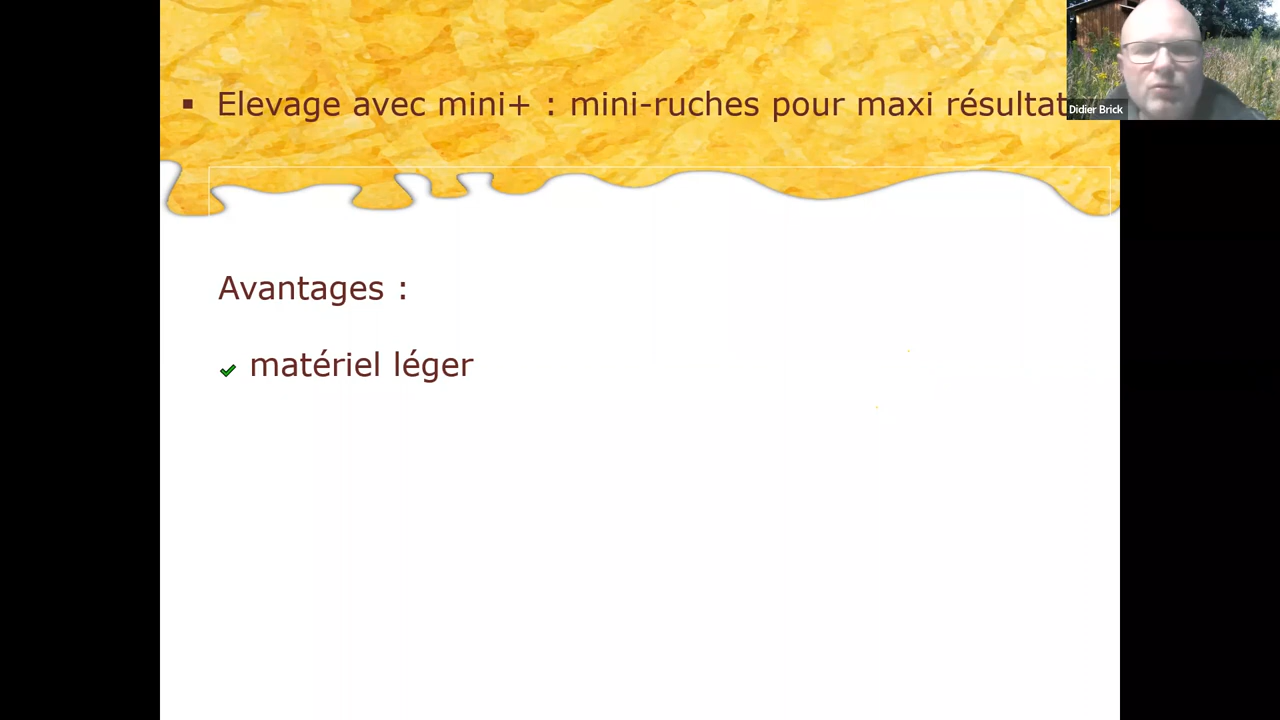 ▪ Elevage avec mini+ : mini-ruches pour maxi résultat
Didier Brick
Avantages :
✔ matériel léger